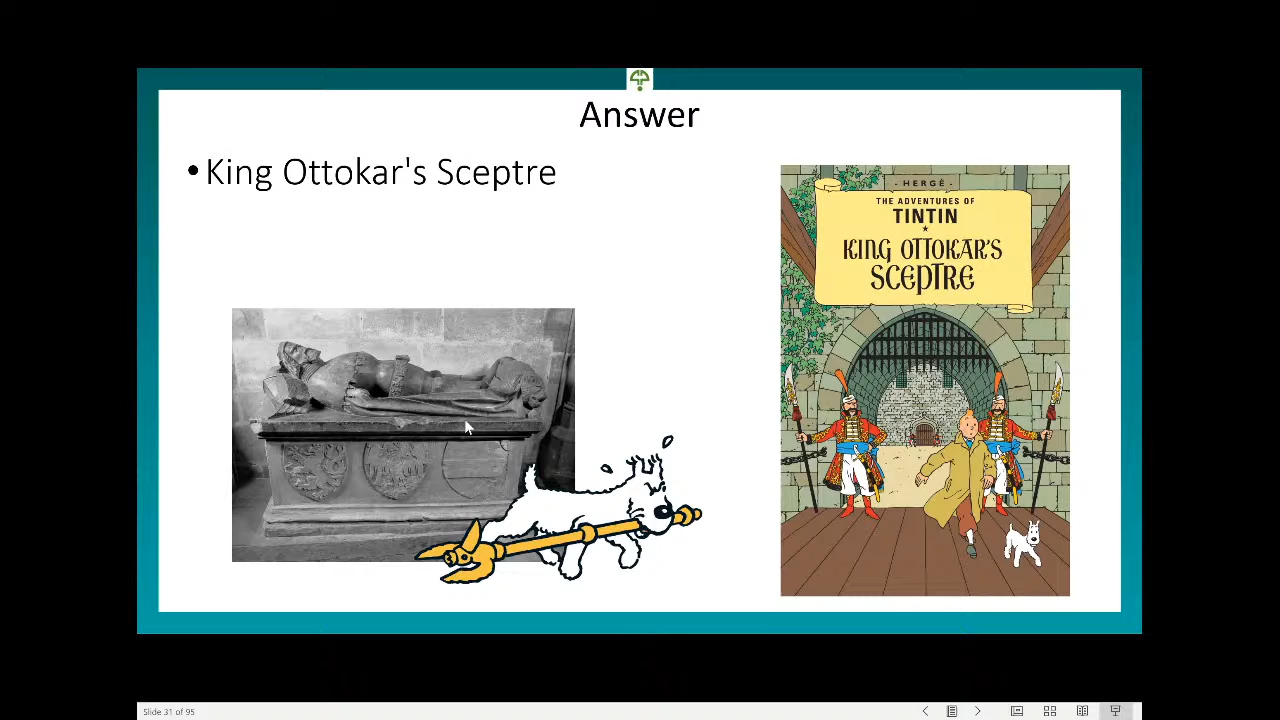 Answer
•King Ottokar's Sceptre
- HERGÉ -
THE ADVENTURES OF
TINTIN
KING OTTOKAR'S
SCEPTRE
Slide 31 of 95